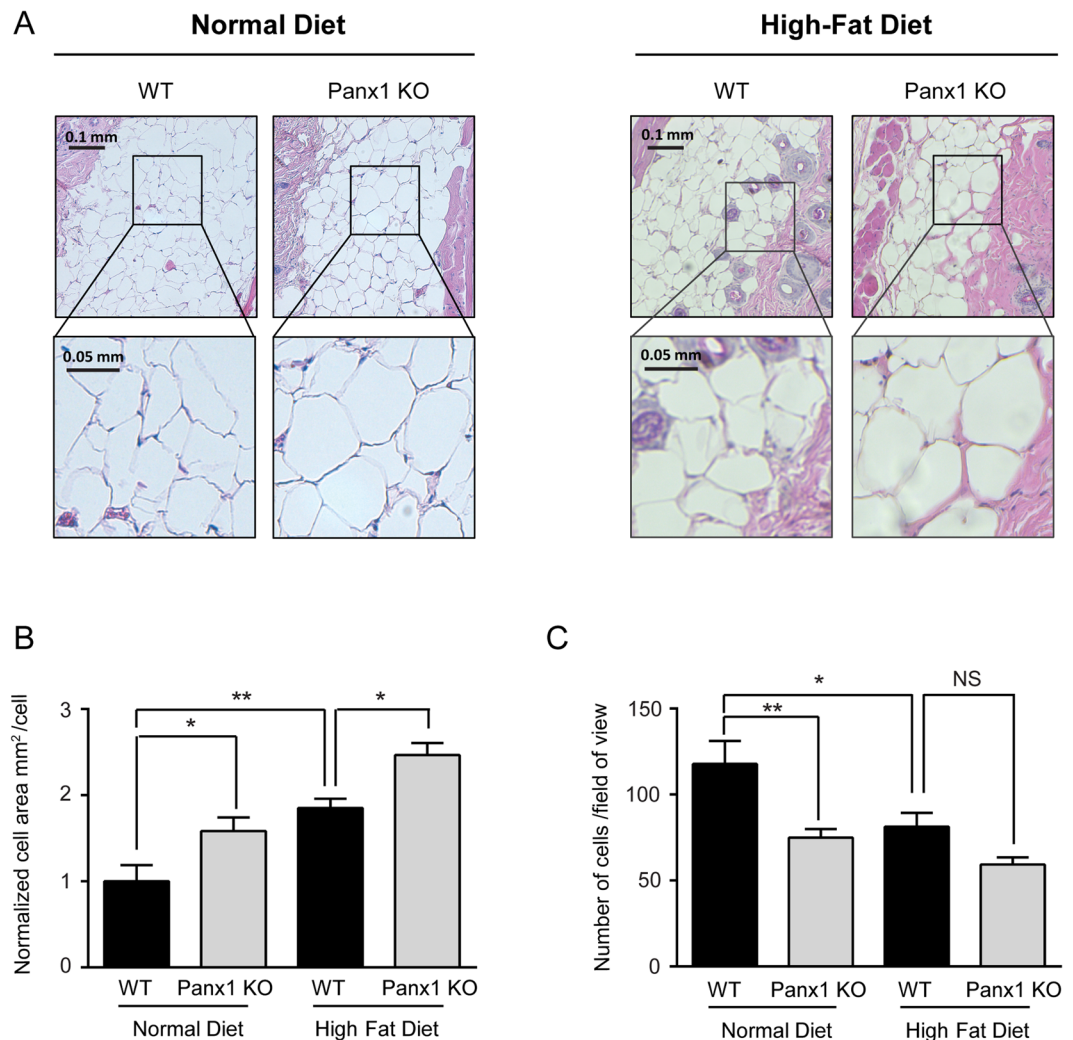 A
Normal Diet
High-Fat Diet
WT
Panx1 KO
WT
Panx1 KO
0.1 mm
0.1 mm
0.05 mm
0.05 mm
B
C
Normalized cell area mm²/cell
3
2
1
0
*
**
*
WT
Panx1 KO
WT
Panx1 KO
Normal Diet
High Fat Diet
Number of cells /field of view
150
100
50
0
**
*
NS
WT
Panx1 KO
WT
Panx1 KO
Normal Diet
High Fat Diet